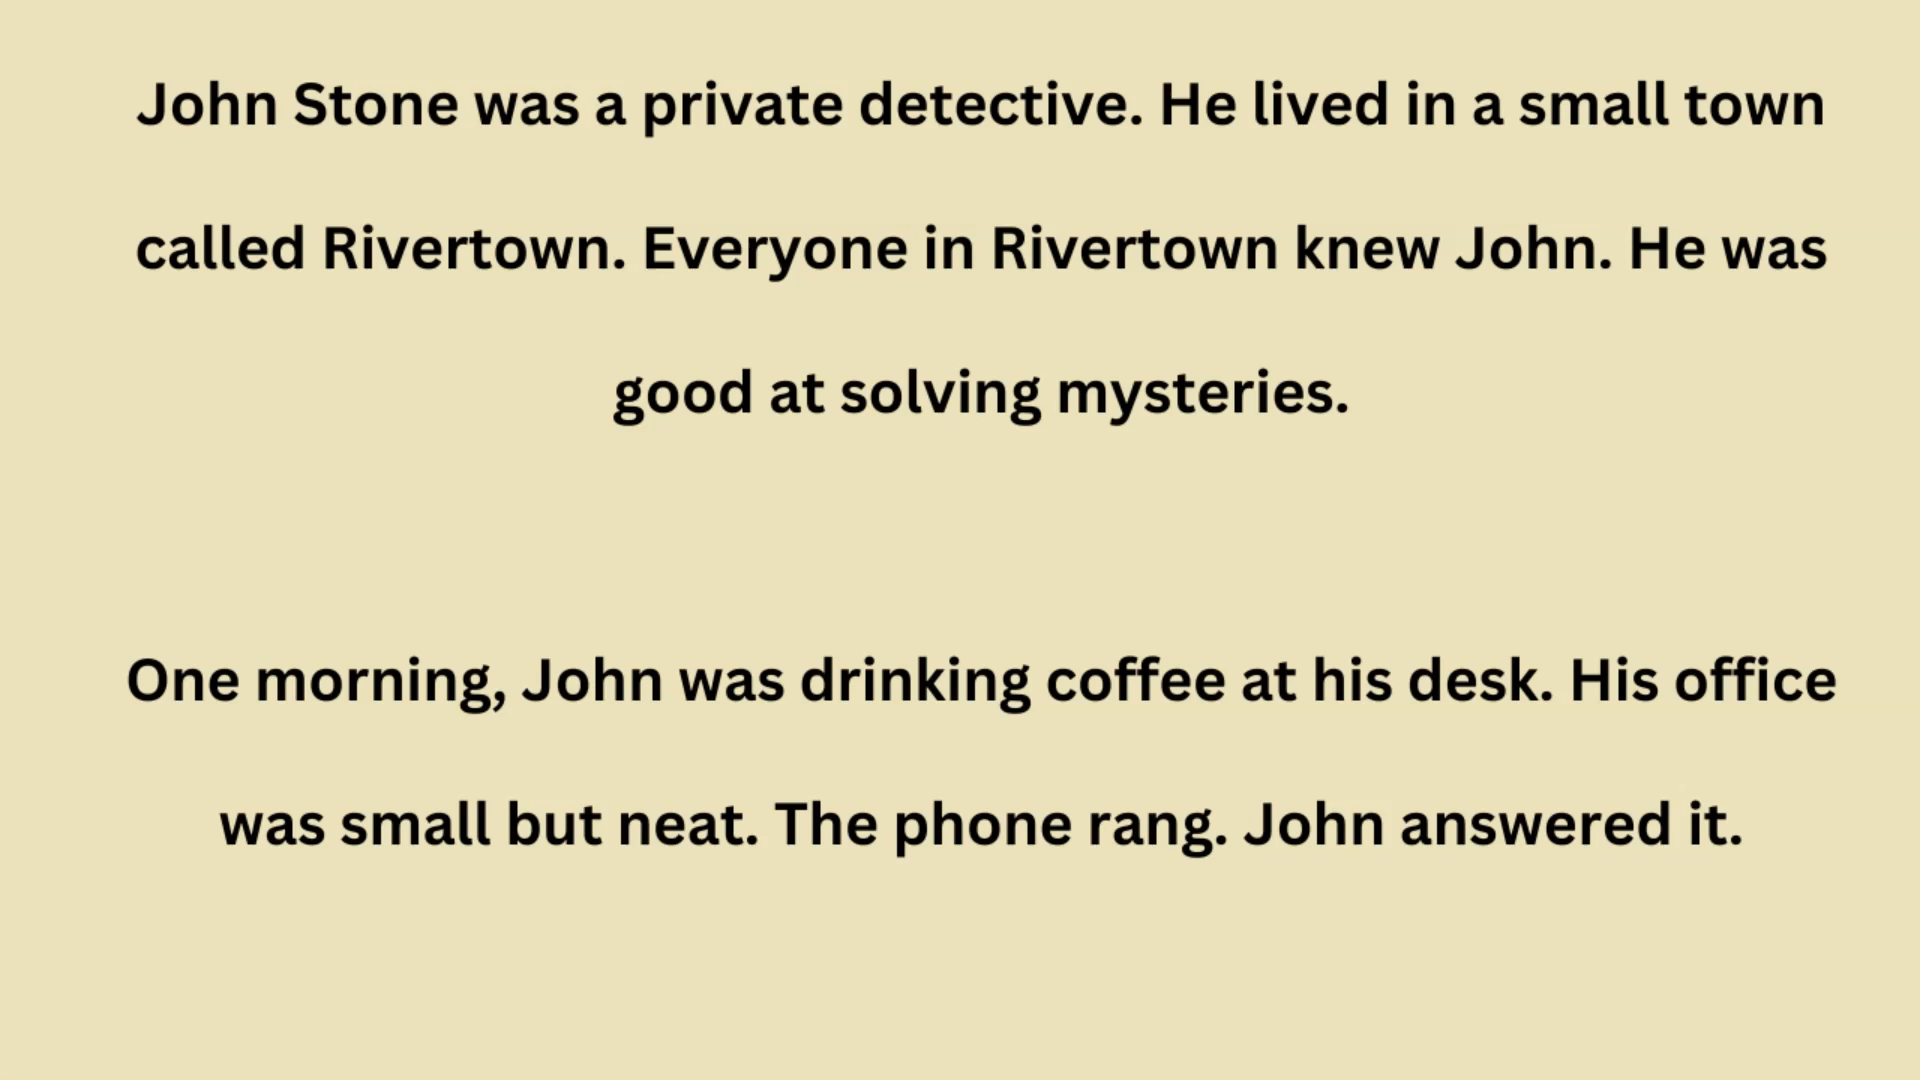 John Stone was a private detective. He lived in a small town
called Rivertown. Everyone in Rivertown knew John. He was
good at solving mysteries.
One morning, John was drinking coffee at his desk. His office
was small but neat. The phone rang. John answered it.